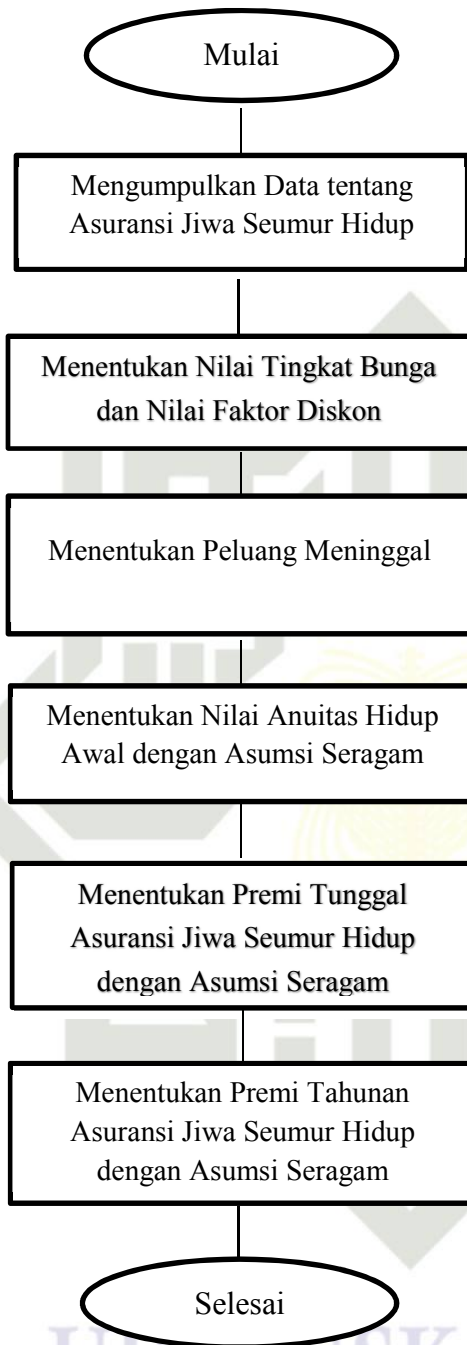 Mulai
Mengumpulkan Data tentang
Asuransi Jiwa Seumur Hidup
Menentukan Nilai Tingkat Bunga
dan Nilai Faktor Diskon
Menentukan Peluang Meninggal
Menentukan Nilai Anuitas Hidup
Awal dengan Asumsi Seragam
Menentukan Premi Tunggal
Asuransi Jiwa Seumur Hidup
dengan Asumsi Seragam
Menentukan Premi Tahunan
Asuransi Jiwa Seumur Hidup
dengan Asumsi Seragam
Selesai